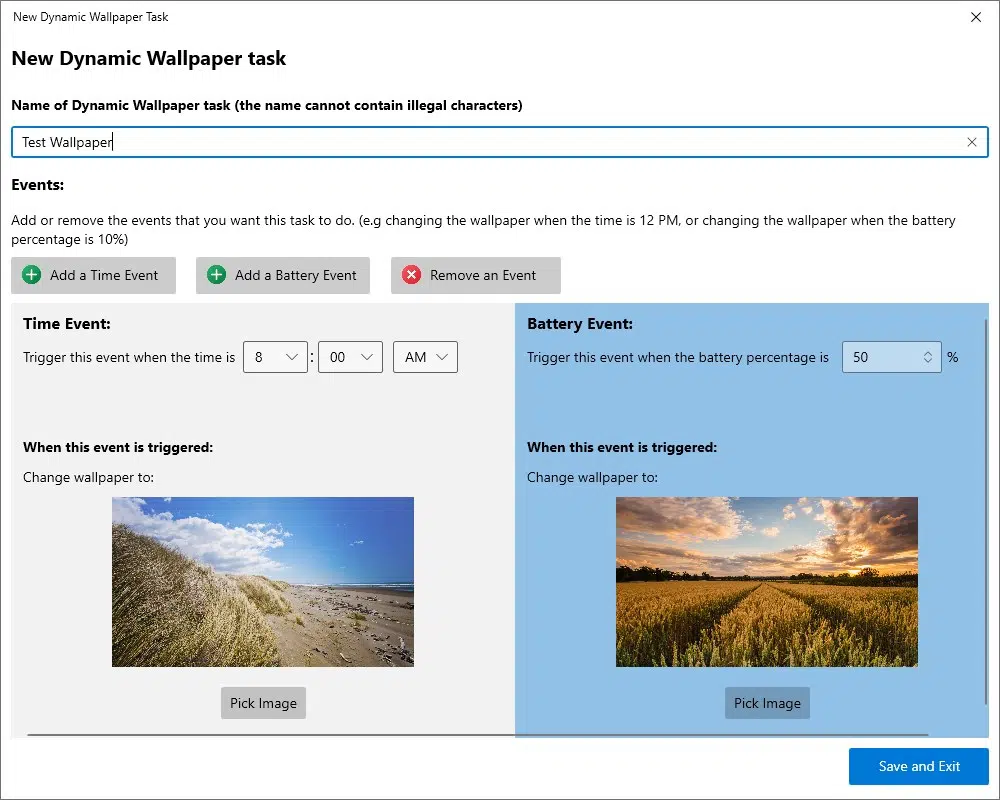 New Dynamic Wallpaper Task
New Dynamic Wallpaper task
Name of Dynamic Wallpaper task (the name cannot contain illegal characters)
Test Wallpaper
Events:
Add or remove the events that you want this task to do. (e.g changing the wallpaper when the time is 12 PM, or changing the wallpaper when the battery
percentage is 10%)
Add a Time Event
Add a Battery Event
Remove an Event
Time Event:
Trigger this event when the time is 8 : 00 AM
When this event is triggered:
Change wallpaper to:
Pick Image
Battery Event:
Trigger this event when the battery percentage is 50 %
When this event is triggered:
Change wallpaper to:
Pick Image
Save and Exit